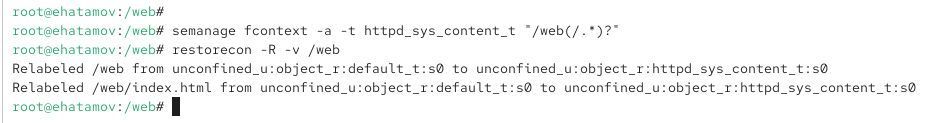 root@ehatamov:/web#
root@ehatamov:/web# semanage fcontext -a -t httpd_sys_content_t "/web(/.*)?"
root@ehatamov:/web# restorecon -R -v /web
Relabeled /web from unconfined_u:object_r:default_t:s0 to unconfined_u:object_r:httpd_sys_content_t:s0
Relabeled /web/index.html from unconfined_u:object_r:default_t:s0 to unconfined_u:object_r:httpd_sys_content_t:s0
root@ehatamov:/web#